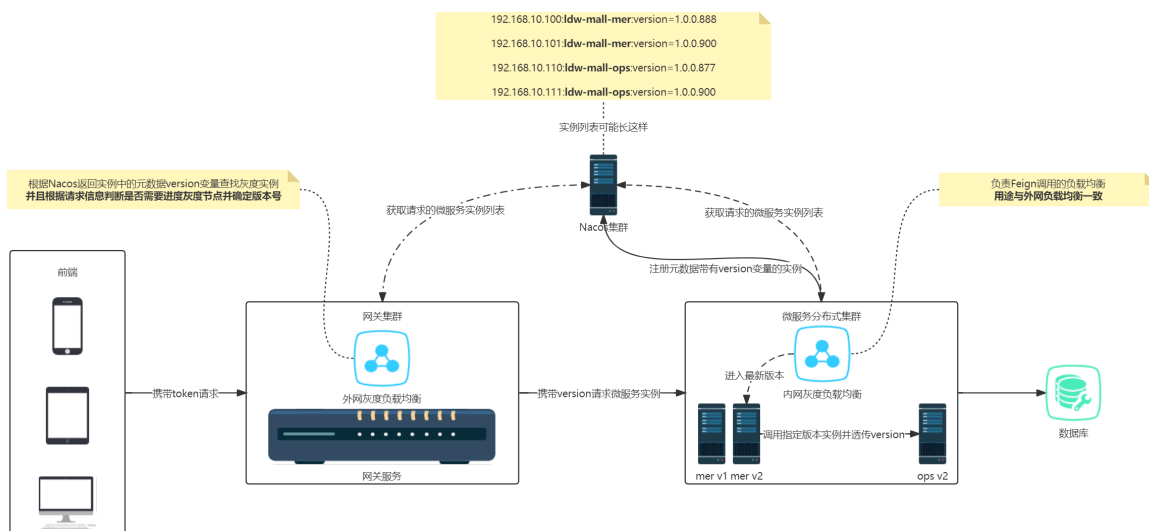 192.168.10.100:ldw-mall-mer:version=1.0.0.888
192.168.10.101:ldw-mall-mer:version=1.0.0.900
192.168.10.110:ldw-mall-ops:version=1.0.0.877
192.168.10.111:ldw-mall-ops:version=1.0.0.900
实例列表可能长这样
根据Nacos返回实例中的元数据version变量查找灰度实例
并且根据请求信息判断是否需要进度灰度节点并确定版本号
负责Feign调用的负载均衡
用途与外网负载均衡一致
获取请求的微服务实例列表
获取请求的微服务实例列表
Nacos集群
注册元数据带有version变量的实例
前端
网关集群
微服务分布式集群
进入最新版本
携带token请求
外网灰度负载均衡
携带version请求微服务实例
内网灰度负载均衡
调用指定版本实例并透传version
数据库
网关服务
mer v1
mer v2
ops v2